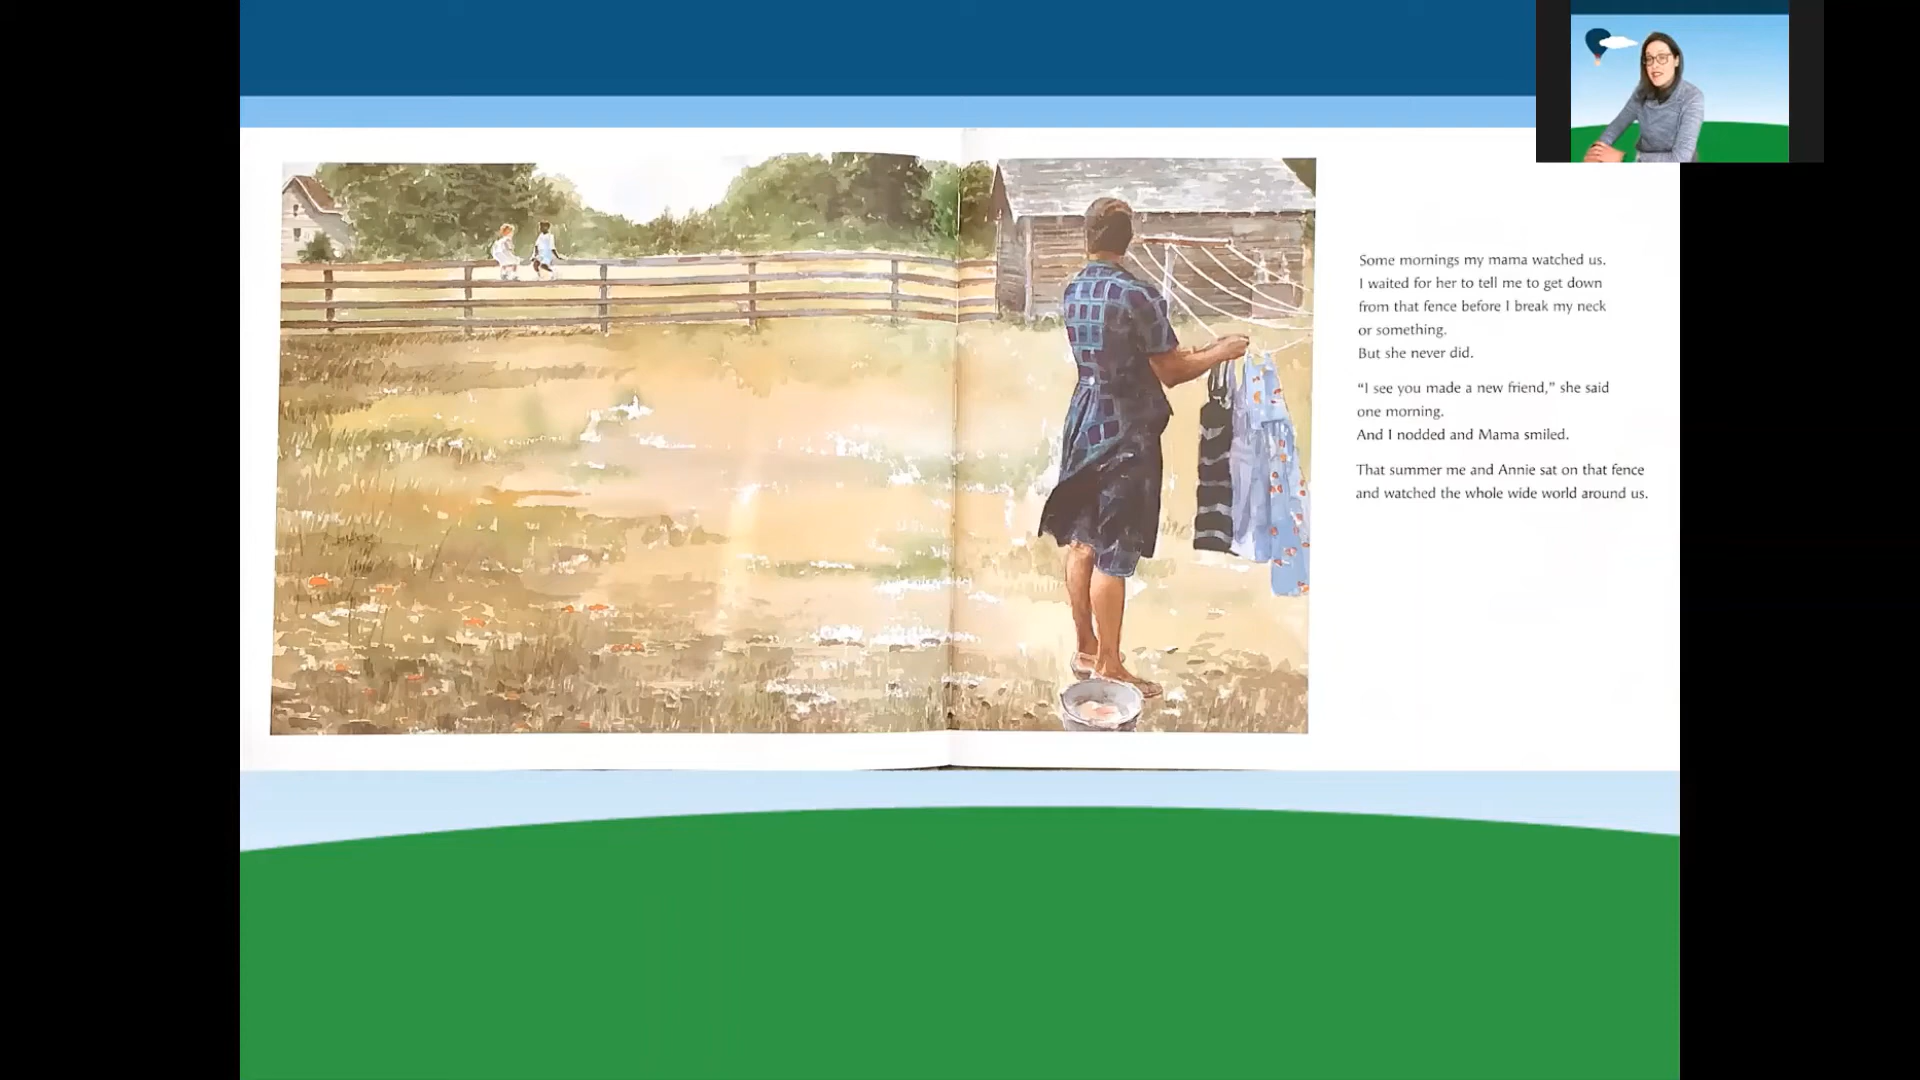 Some mornings my mama watched us.
I waited for her to tell me to get down
from that fence before I break my neck
or something.
But she never did.
“I see you made a new friend,” she said
one morning.
And I nodded and Mama smiled.
That summer me and Annie sat on that fence
and watched the whole wide world around us.